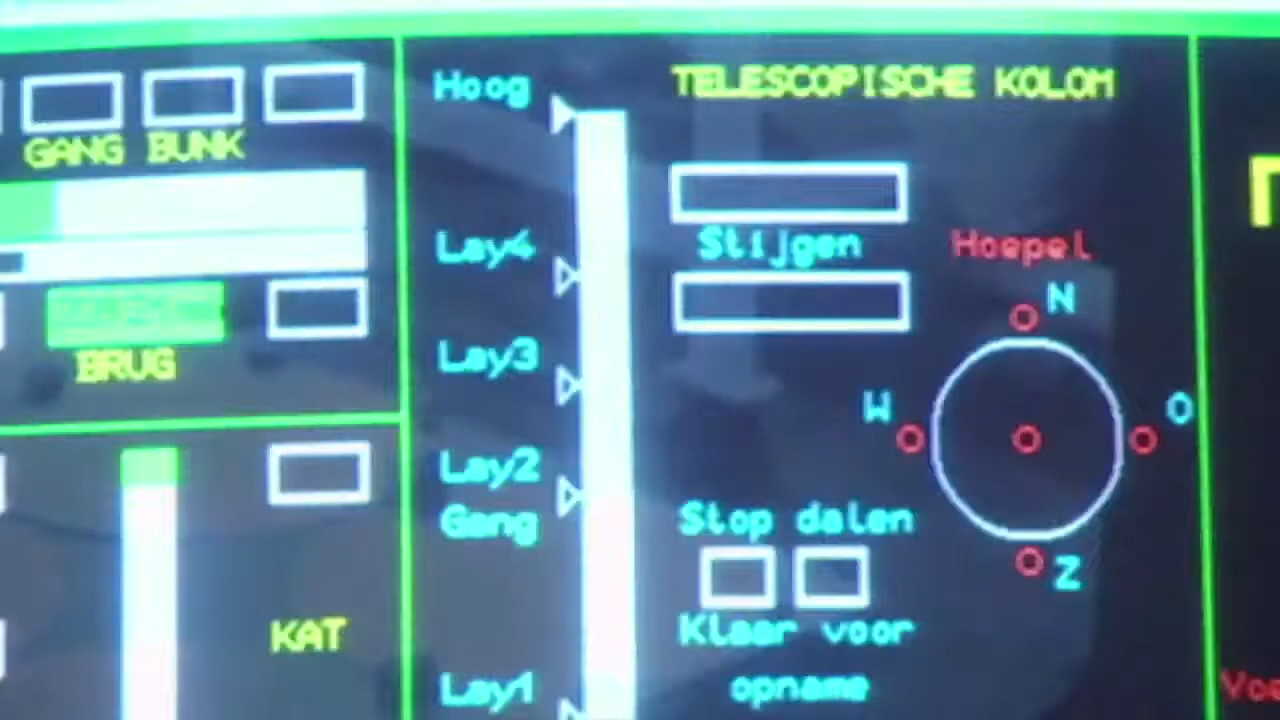 Hoog
TELESCOPISCHE KOLOM
GANG BUNK
Lay4
Stijgen
Hoepel
N
Lay3
BRUG
W
O
Lay2
Gang
Stop dalen
Z
Klaar voor
KAT
opname
Lay1